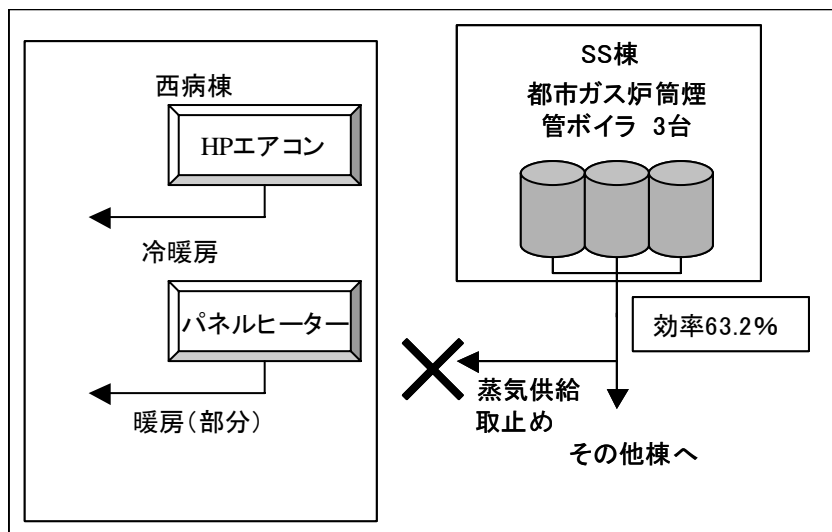 西病棟
HPエアコン
冷暖房
パネルヒーター
暖房(部分)
SS棟
都市ガス炉筒煙
管ボイラ 3台
効率63.2%
蒸気供給
取止め
その他棟へ